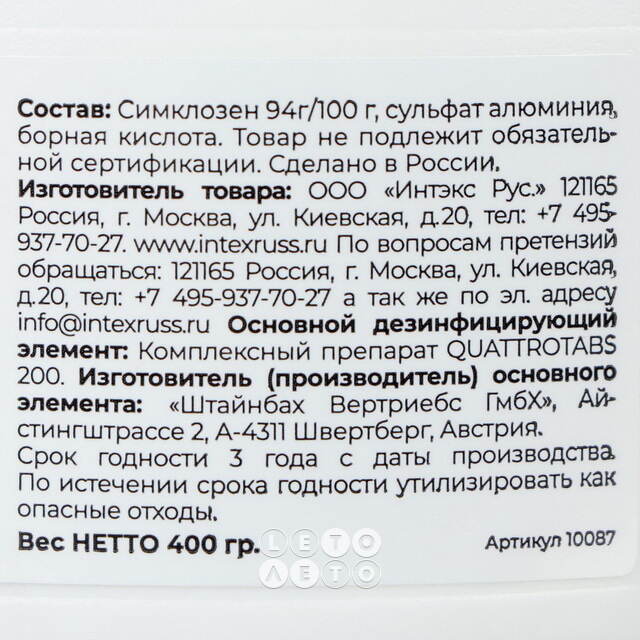 Состав: Симклозен 94г/100 г, сульфат алюминия,
борная кислота. Товар не подлежит обязатель-
ной сертификации. Сделано в России.
Изготовитель товара: ООО «Интэкс Рус.» 121165
Россия, г. Москва, ул. Киевская, д.20, тел: +7 495-
937-70-27. www.intexruss.ru По вопросам претензий
обращаться: 121165 Россия, г. Москва, ул. Киевская,
д.20, тел: +7 495-937-70-27 а так же по эл. адресу
info@intexruss.ru Основной дезинфицирующий
элемент: Комплексный препарат QUATTROTABS
200. Изготовитель (производитель) основного
элемента: «Штайнбах Вертриебс ГмбХ», Ай-
стингштрассе 2, А-4311 Швертберг, Австрия.
Срок годности 3 года с даты производства.
По истечении срока годности утилизировать как
опасные отходы.
Вес НЕТТО 400 гр.
LETO
ЛЕТО
Артикул 10087